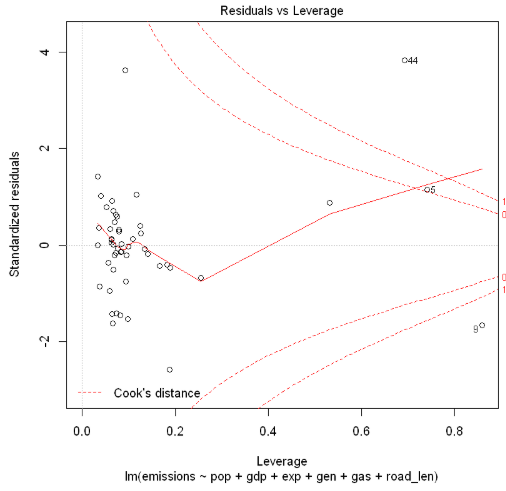 Residuals vs Leverage
4
2
0
-2
Standardized residuals
44
5
9
1
0
0
1
Cook's distance
0.0 0.2 0.4 0.6 0.8
Leverage
lm(emissions ~ pop + gdp + exp + gen + gas + road_len)